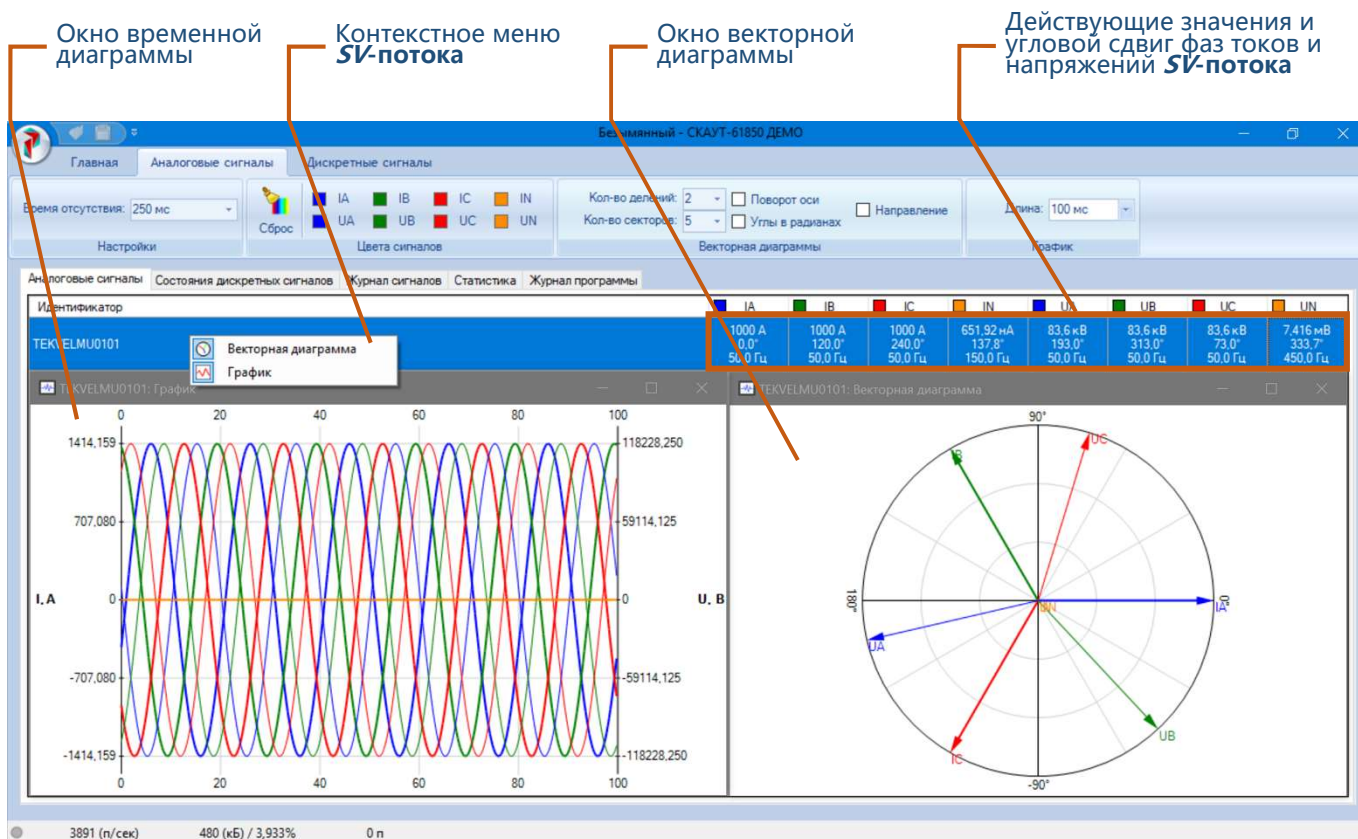 Окно временной
диаграммы
Контекстное меню
SV-потока
Окно векторной
диаграммы
Действующие значения и
угловой сдвиг фаз токов и
напряжений SV-потока
Безымянный - СКАУТ-61850 ДЕМО
Главная Аналоговые сигналы Дискретные сигналы
Время отсутствия: 250 мс
Настройки
Сброс
IA IB IC IN
UA UB UC UN
Цвета сигналов
Кол-во делений: 2 Поворот оси
Кол-во секторов: 5 Углы в радианах
Направление
Векторная диаграммы
Длина: 100 мс
График
Аналоговые сигналы Состояния дискретных сигналов Журнал сигналов Статистика Журнал программы
Идентификатор IA IB IC IN UA UB UC UN
TEKVELMU0101
1000 А 1000 А 1000 А 651,92 нА 83,6 кВ 83,6 кВ 83,6 кВ 7,416 мВ
0,0° 120,0° 240,0° 137,8° 193,0° 313,0° 73,0° 333,7°
50,0 Гц 50,0 Гц 50,0 Гц 150,0 Гц 50,0 Гц 50,0 Гц 50,0 Гц 450,0 Гц
Векторная диаграмма
График
TEKVELMU0101: График
0 20 40 60 80 100
1414,159 118228,250
707,080 59114,125
I, А 0 0 U, В
-707,080 -59114,125
-1414,159 -118228,250
0 20 40 60 80 100
TEKVELMU0101: Векторная диаграмма
90°
UC
IB
180°
0°
IA
UN
UA
UB
IC
-90°
3891 (п/сек) 480 (кБ) / 3,933% 0 п